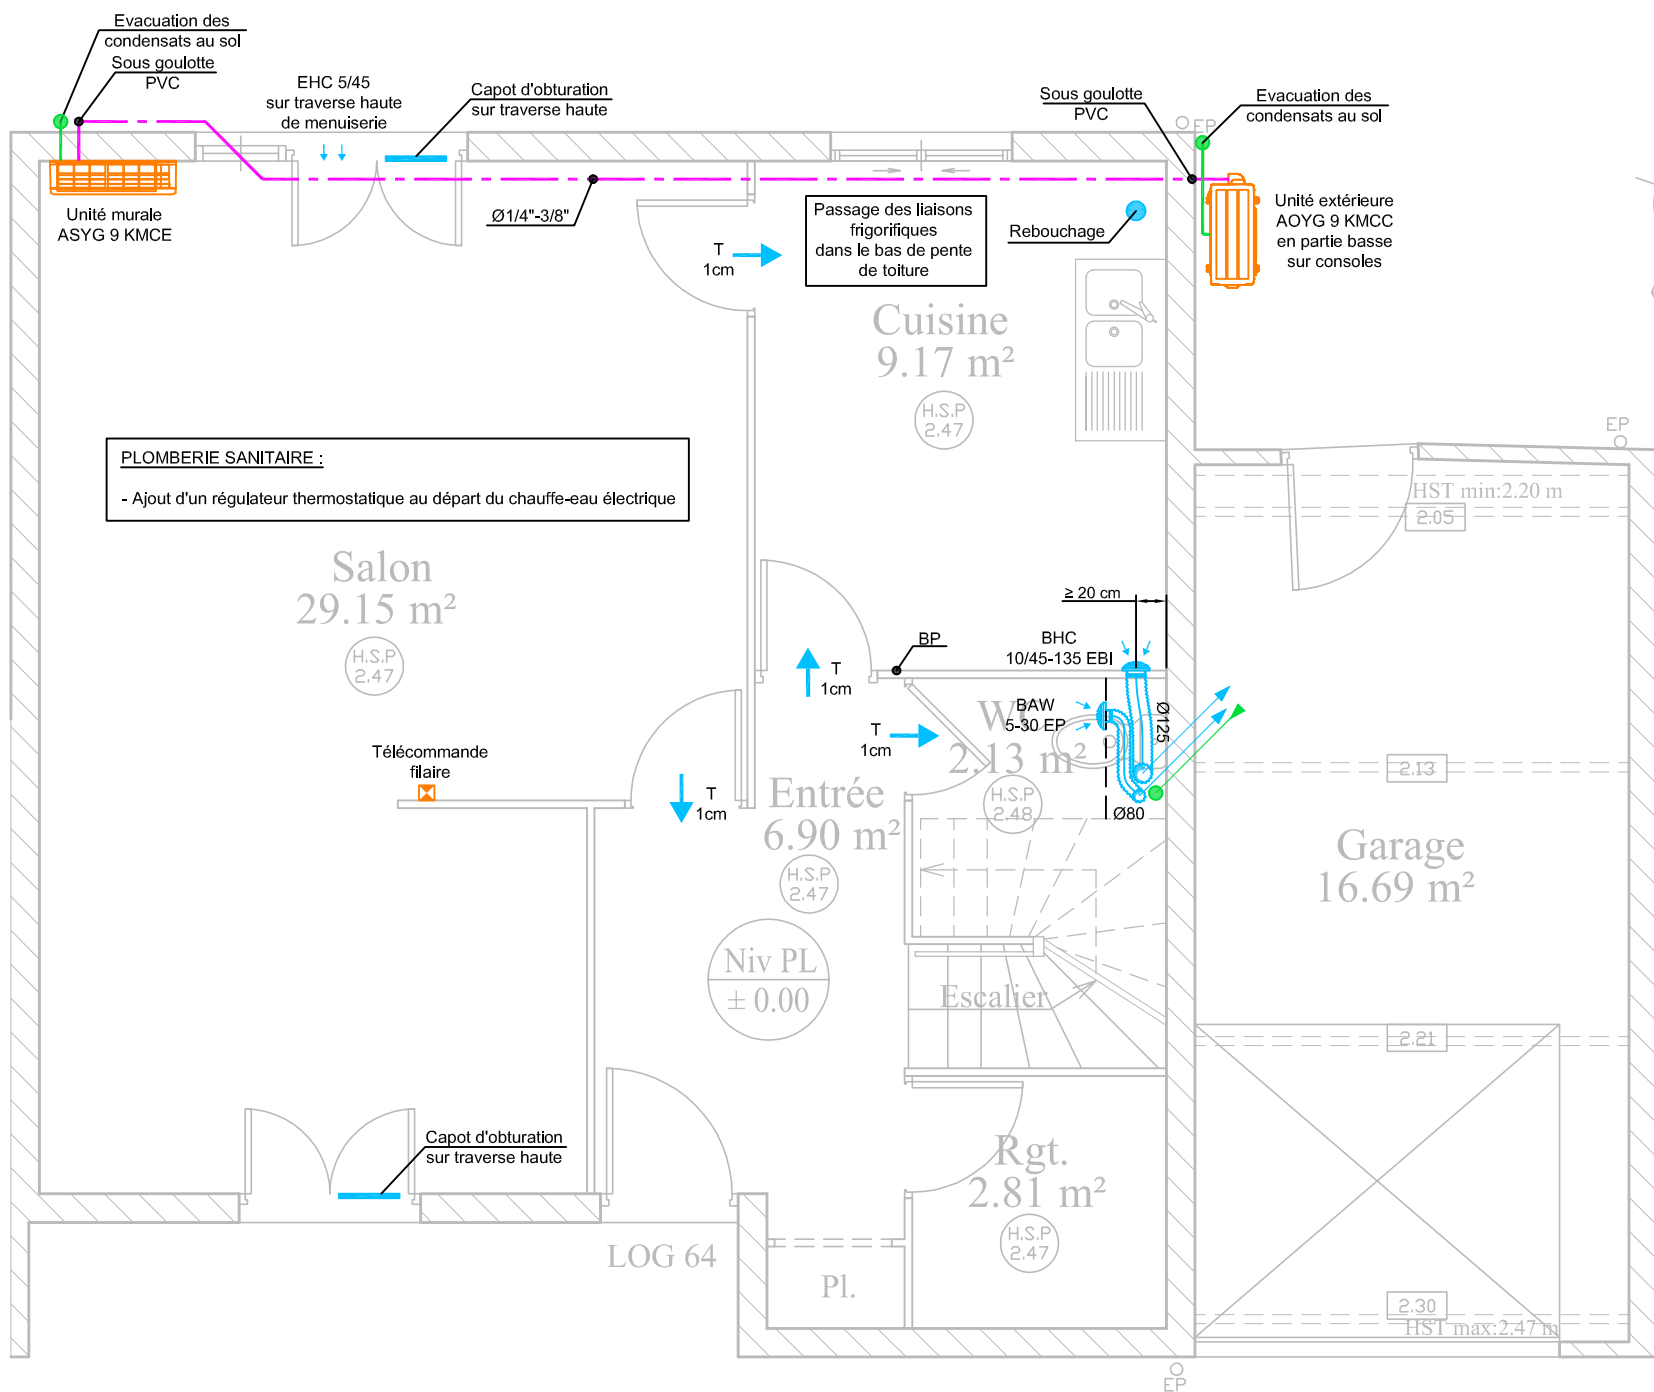 Evacuation des
condensats au sol
Sous goulotte
PVC
EHC 5/45
sur traverse haute
de menuiserie
Capot d'obturation
sur traverse haute
Sous goulotte
PVC
Evacuation des
condensats au sol
EP
Unité murale
ASYG 9 KMCE
Ø1/4"-3/8"
T
1cm
Passage des liaisons
frigorifiques
dans le bas de pente
de toiture
Rebouchage
Unité extérieure
AOYG 9 KMCC
en partie basse
sur consoles
Cuisine
9.17 m²
H.S.P
2.47
EP
PLOMBERIE SANITAIRE :
- Ajout d'un régulateur thermostatique au départ du chauffe-eau électrique
HST min:2.20 m
2.05
Salon
29.15 m²
H.S.P
2.47
≥ 20 cm
BP
BHC
10/45-135 EBI
T
1cm
BAW
5-30 EP
WC
2.13 m²
H.S.P
2.48
Ø125
Ø80
T
1cm
Télécommande
filaire
T
1cm
Entrée
6.90 m²
H.S.P
2.47
2.13
Garage
16.69 m²
Niv PL
± 0.00
Escalier
2.21
Capot d'obturation
sur traverse haute
Rgt.
2.81 m²
H.S.P
2.47
LOG 64
Pl.
2.30
HST max:2.47 m
EP